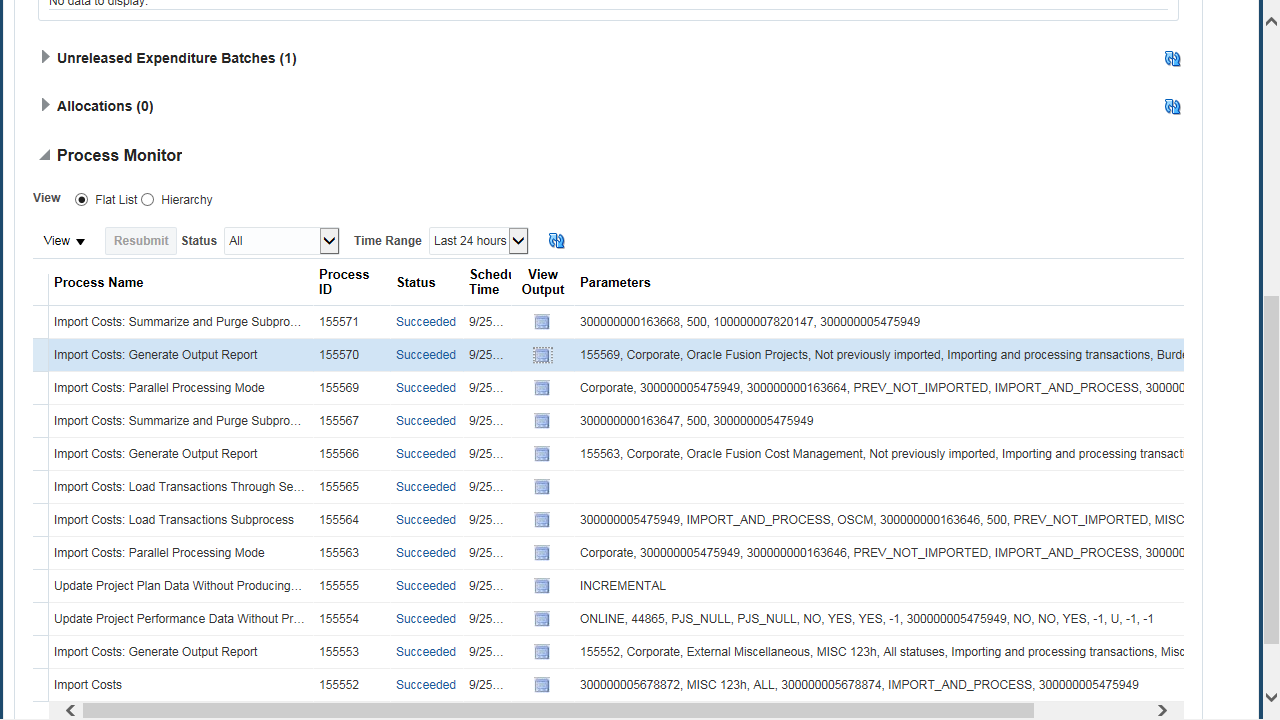 No data to display.
Unreleased Expenditure Batches (1)
Allocations (0)
Process Monitor
View Flat List Hierarchy
View Resubmit Status All Time Range Last 24 hours
Process Name Process ID Status Schedu Time View Output Parameters
Import Costs: Summarize and Purge Subpro... 155571 Succeeded 9/25... 300000000163668, 500, 100000007820147, 300000005475949
Import Costs: Generate Output Report 155570 Succeeded 9/25... 155569, Corporate, Oracle Fusion Projects, Not previously imported, Importing and processing transactions, Burde
Import Costs: Parallel Processing Mode 155569 Succeeded 9/25... Corporate, 300000005475949, 300000000163664, PREV_NOT_IMPORTED, IMPORT_AND_PROCESS, 300000
Import Costs: Summarize and Purge Subpro... 155567 Succeeded 9/25... 300000000163647, 500, 300000005475949
Import Costs: Generate Output Report 155566 Succeeded 9/25... 155563, Corporate, Oracle Fusion Cost Management, Not previously imported, Importing and processing transacti
Import Costs: Load Transactions Through Se... 155565 Succeeded 9/25...
Import Costs: Load Transactions Subprocess 155564 Succeeded 9/25... 300000005475949, IMPORT_AND_PROCESS, OSCM, 300000000163646, 500, PREV_NOT_IMPORTED, MISC
Import Costs: Parallel Processing Mode 155563 Succeeded 9/25... Corporate, 300000005475949, 300000000163646, PREV_NOT_IMPORTED, IMPORT_AND_PROCESS, 300000
Update Project Plan Data Without Producing... 155555 Succeeded 9/25... INCREMENTAL
Update Project Performance Data Without Pr... 155554 Succeeded 9/25... ONLINE, 44865, PJS_NULL, PJS_NULL, NO, YES, YES, -1, 300000005475949, NO, NO, YES, -1, U, -1, -1
Import Costs: Generate Output Report 155553 Succeeded 9/25... 155552, Corporate, External Miscellaneous, MISC 123h, All statuses, Importing and processing transactions, Misc
Import Costs 155552 Succeeded 9/25... 300000005678872, MISC 123h, ALL, 300000005678874, IMPORT_AND_PROCESS, 300000005475949